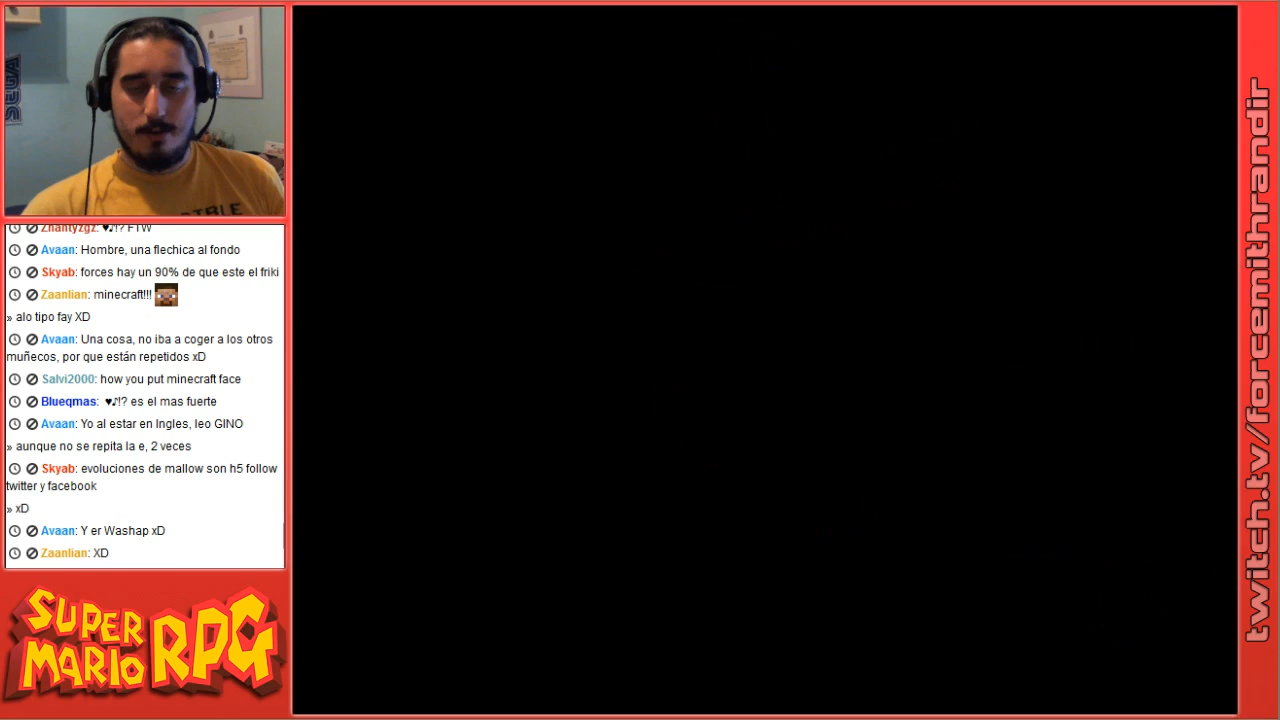 SEGA
Znantyzgz: ♥♪!? FTW
Avaan: Hombre, una flechica al fondo
Skyab: forces hay un 90% de que este el friki
Zaanlian: minecraft!!!
» alo tipo fay XD
Avaan: Una cosa, no iba a coger a los otros
muñecos, por que están repetidos xD
Salvi2000: how you put minecraft face
Blueqmas: ♥♪!? es el mas fuerte
Avaan: Yo al estar en Ingles, leo GINO
» aunque no se repita la e, 2 veces
Skyab: evoluciones de mallow son h5 follow
twitter y facebook
» xD
Avaan: Y er Washap xD
Zaanlian: XD
SUPER
MARIO
RPG
twitch.tv/forcemithrandir